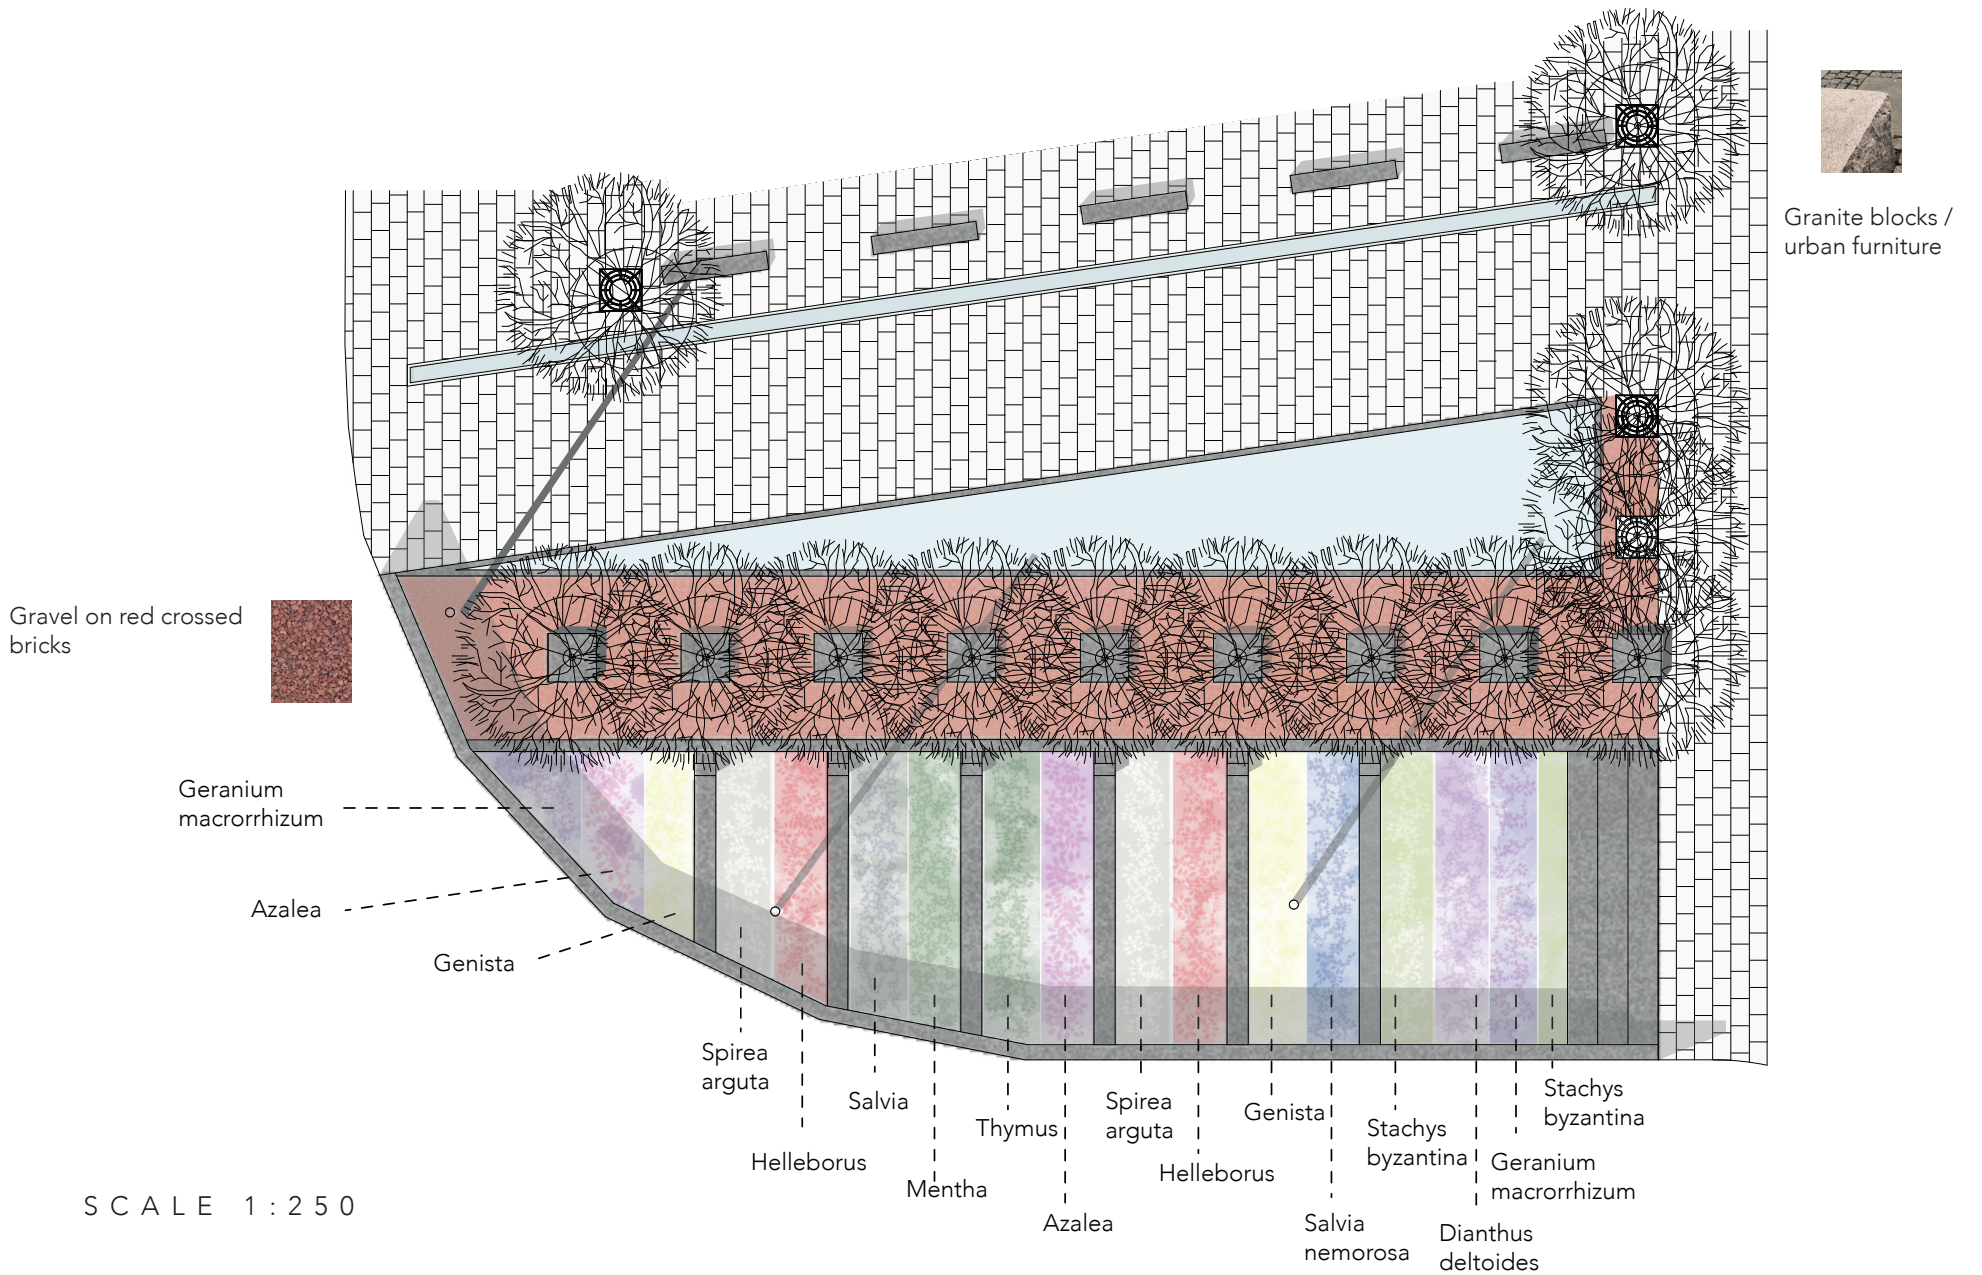 Granite blocks /
urban furniture
Gravel on red crossed
bricks
Geranium
macrorrhizum
Azalea
Genista
Spirea
arguta
Helleborus
Salvia
Mentha
Thymus
Azalea
Spirea
arguta
Helleborus
Genista
Salvia
nemorosa
Stachys
byzantina
Dianthus
deltoides
Geranium
macrorrhizum
Stachys
byzantina
SCALE 1:250